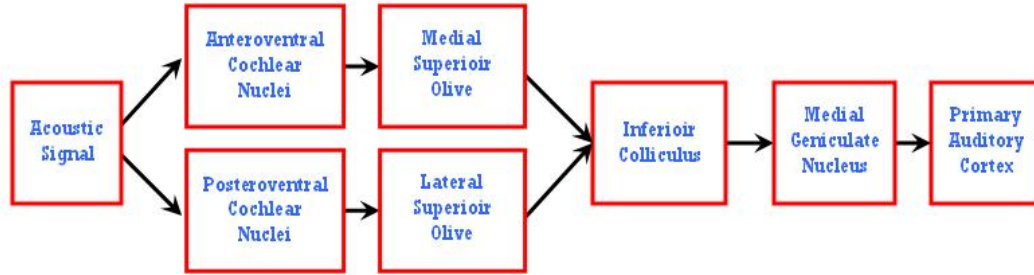 Acoustic
Signal
Anteroventral
Cochlear
Nuclei
Medial
Superioir
Olive
Posteroventral
Cochlear
Nuclei
Lateral
Superioir
Olive
Inferioir
Colliculus
Medial
Geniculate
Nucleus
Primary
Auditory
Cortex